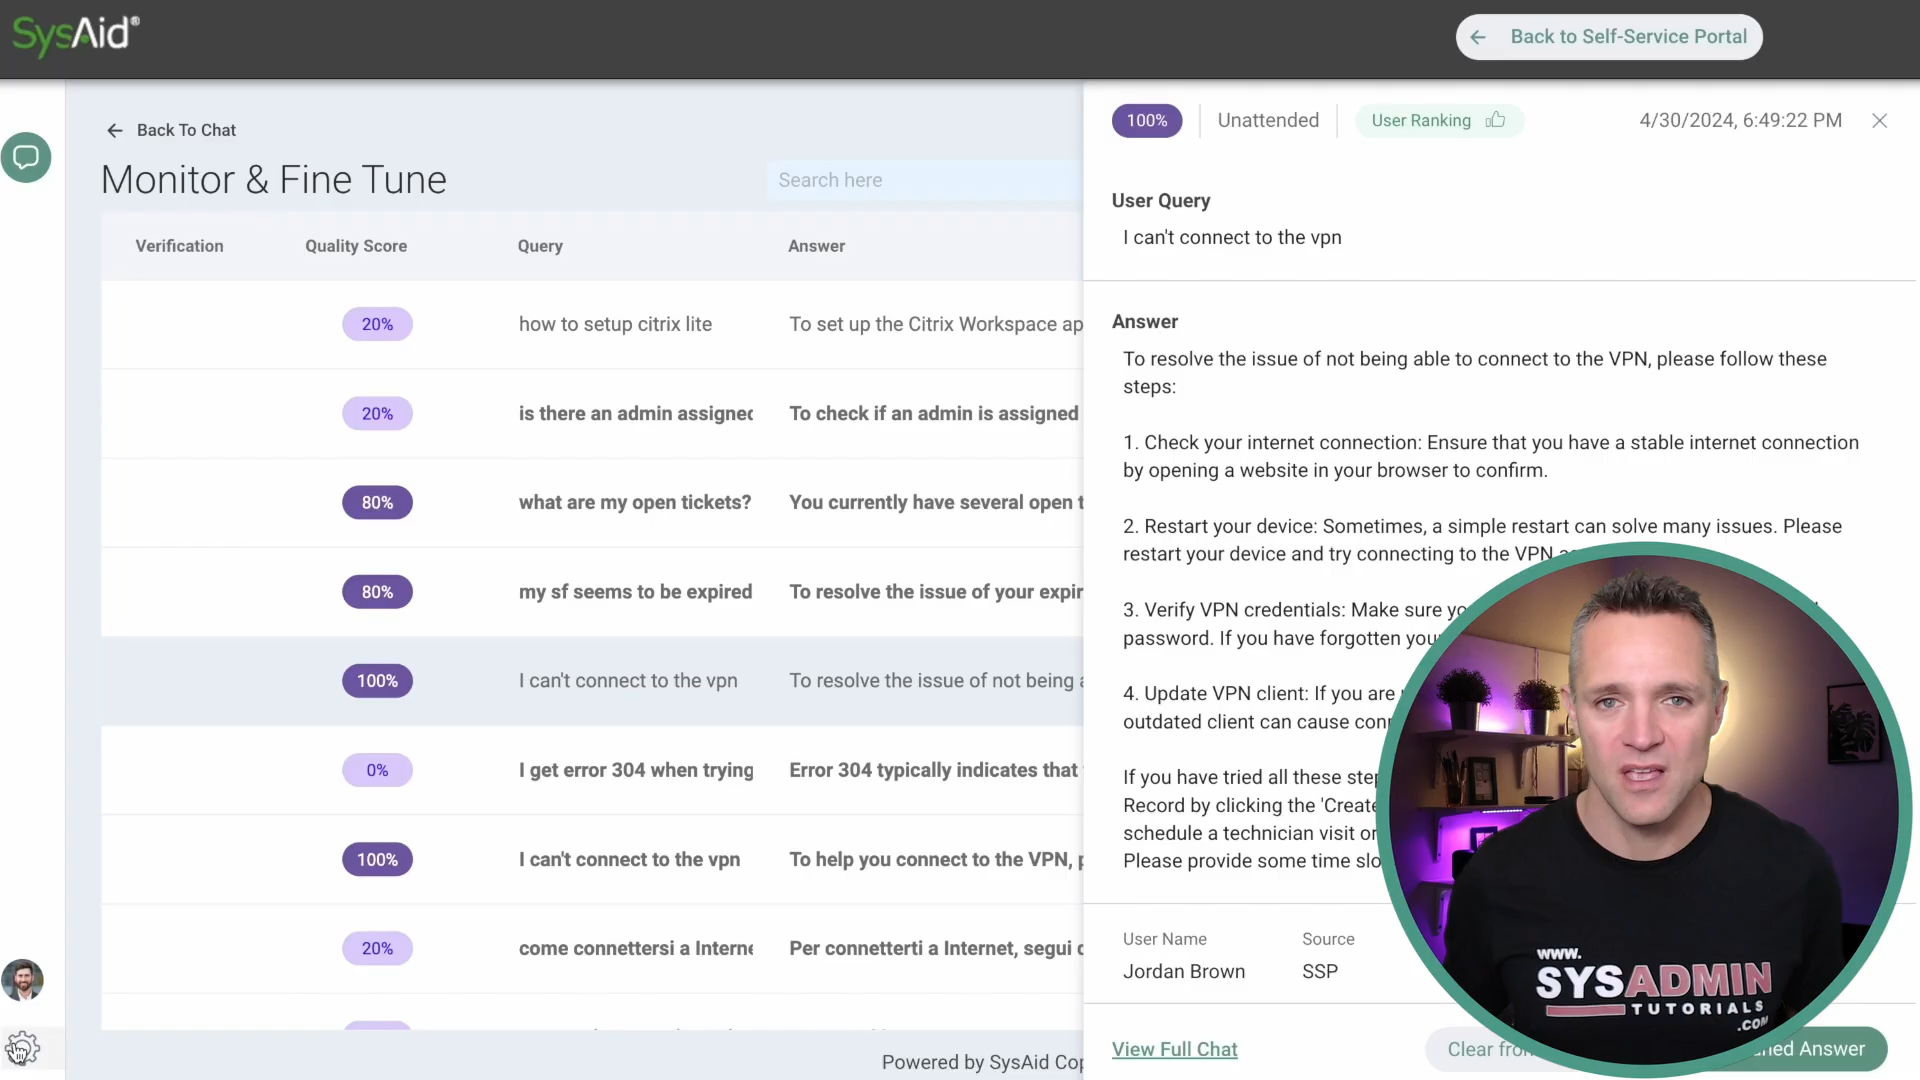 SysAid®
Back to Self-Service Portal
Back To Chat
Monitor & Fine Tune
Search here
Verification
Quality Score
Query
Answer
20%
how to setup citrix lite
To set up the Citrix Workspace ap
20%
is there an admin assigned
To check if an admin is assigned
80%
what are my open tickets?
You currently have several open t
80%
my sf seems to be expired
To resolve the issue of your expir
100%
I can't connect to the vpn
To resolve the issue of not being a
0%
I get error 304 when trying
Error 304 typically indicates that
100%
I can't connect to the vpn
To help you connect to the VPN, p
20%
come connettersi a Interne
Per connetterti a Internet, segui
Powered by SysAid Cop
100%
Unattended
User Ranking
4/30/2024, 6:49:22 PM
User Query
I can't connect to the vpn
Answer
To resolve the issue of not being able to connect to the VPN, please follow these
steps:
1. Check your internet connection: Ensure that you have a stable internet connection
by opening a website in your browser to confirm.
2. Restart your device: Sometimes, a simple restart can solve many issues. Please
restart your device and try connecting to the VPN
3. Verify VPN credentials: Make sure yo
password. If you have forgotten you
4. Update VPN client: If you are
outdated client can cause con
If you have tried all these step
Record by clicking the 'Create
schedule a technician visit or
Please provide some time slo
User Name
Source
Jordan Brown
SSP
View Full Chat
Clear fro
ned Answer
WWW.
SYSADMIN
TUTORIALS
.COM